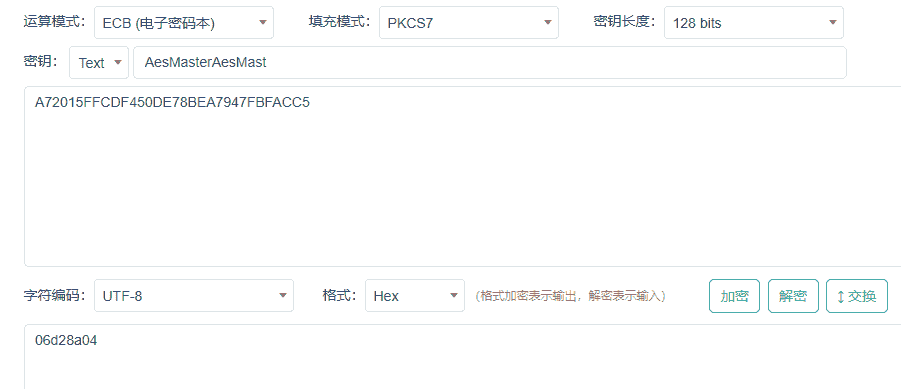 运算模式： ECB (电子密码本) 填充模式： PKCS7 密钥长度： 128 bits
密钥： Text AesMasterAesMast
A72015FFCDF450DE78BEA7947FBFACC5
字符编码： UTF-8 格式： Hex (格式加密表示输出，解密表示输入) 加密 解密 ↕交换
06d28a04